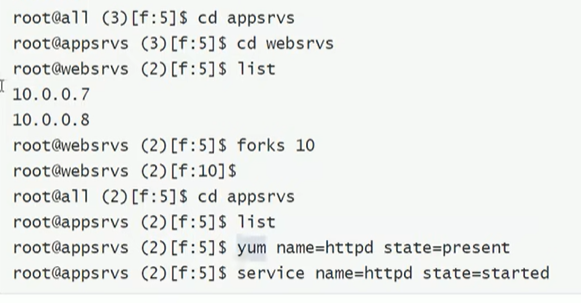 root@all (3)[f:5]$ cd appsrvs
root@appsrvs (3)[f:5]$ cd websrvs
root@websrvs (2)[f:5]$ list
10.0.0.7
10.0.0.8
root@websrvs (2)[f:5]$ forks 10
root@websrvs (2)[f:10]$
root@all (2)[f:5]$ cd appsrvs
root@appsrvs (2)[f:5]$ list
root@appsrvs (2)[f:5]$ yum name=httpd state=present
root@appsrvs (2)[f:5]$ service name=httpd state=started